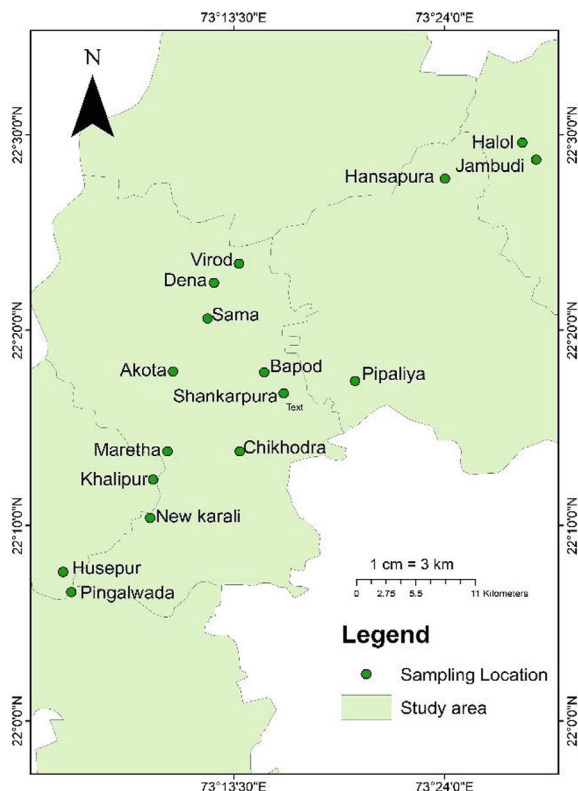 73°13'30"E 73°24'0"E
N
22°30'0"N 22°30'0"N
Halol
Jambudi
Hansapura
Virod
Dena
22°20'0"N 22°20'0"N
Sama
Akota Bapod Pipaliya
Shankarpura
Text
Maretha Chikhodra
Khalipur
22°10'0"N 22°10'0"N
New karali
Husepur
Pingalwada
1 cm = 3 km
0 2.75 5.5 11 Kilometers
Legend
Sampling Location
Study area
22°0'0"N 22°0'0"N
73°13'30"E 73°24'0"E